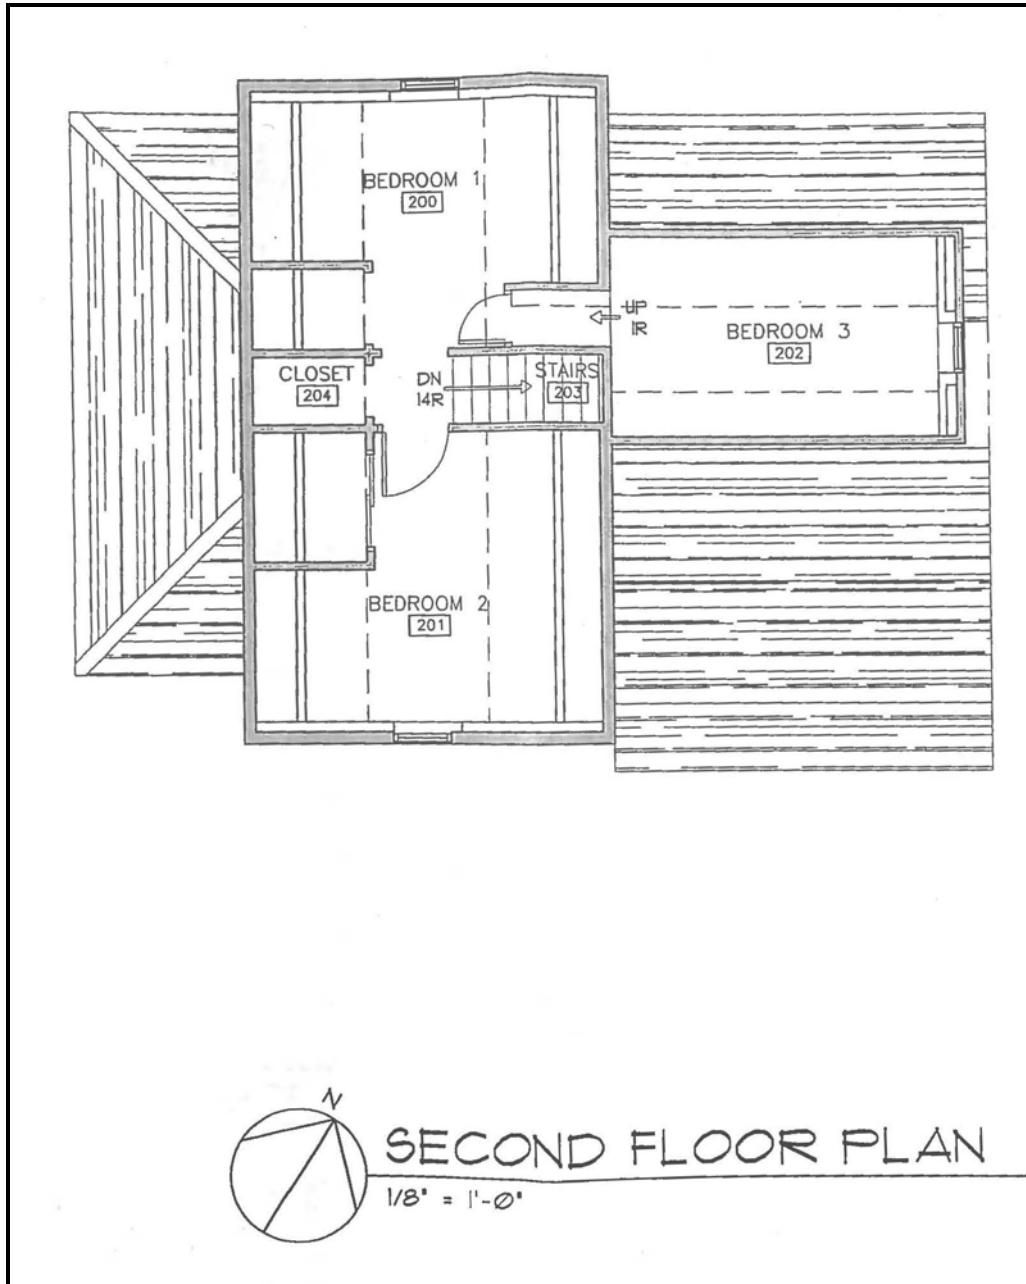 BEDROOM 1
200
UP
1R
BEDROOM 3
202
CLOSET
204
DN
14R
STAIRS
203
BEDROOM 2
201
N
SECOND FLOOR PLAN
1/8" = 1'-0"